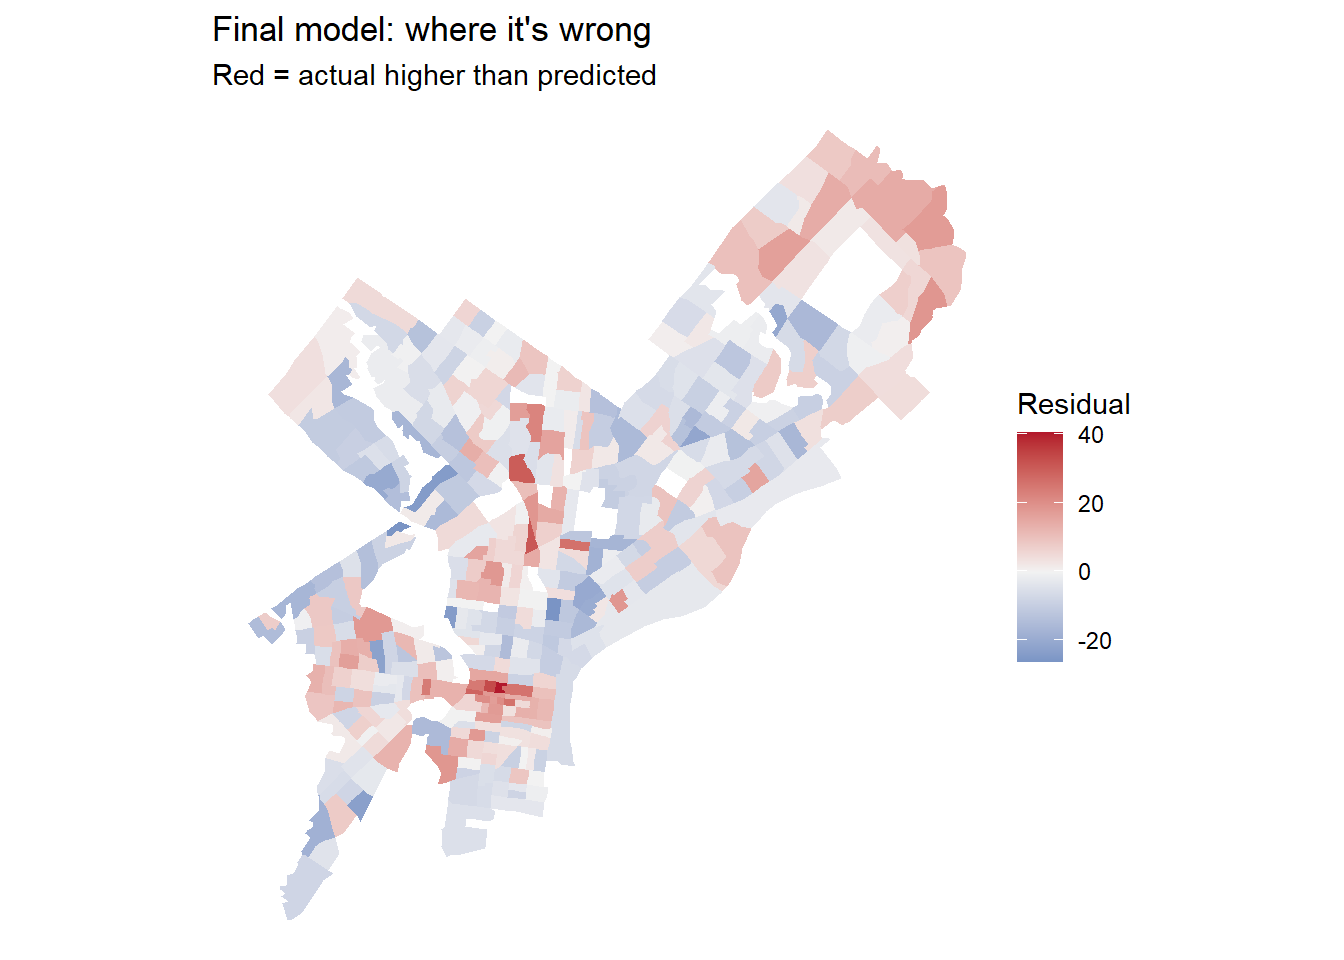 Final model: where it's wrong
Red = actual higher than predicted
Residual
40
20
0
-20